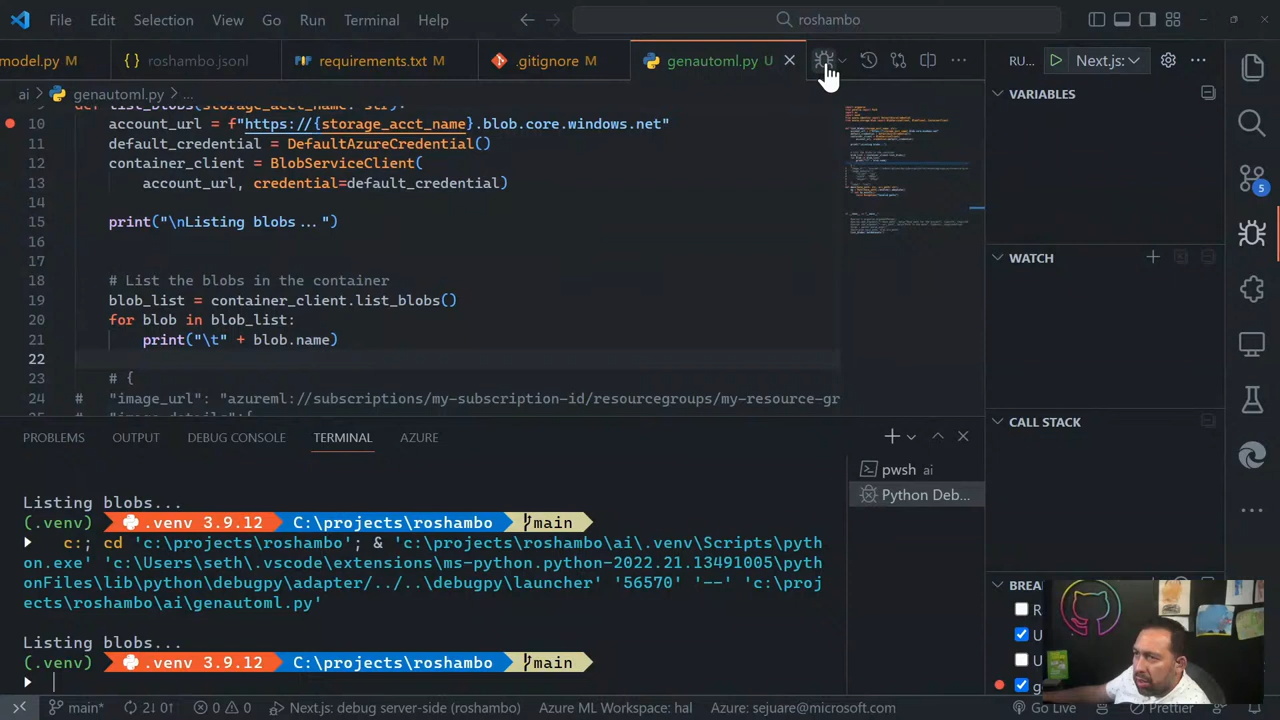 File Edit Selection View Go Run Terminal Help
roshambo
model.py M
{ } roshambo.jsonl
requirements.txt M
.gitignore M
genautoml.py U
RU...
Next.js:
ai > genautoml.py > ...
10 account_url = f"https://{storage_acct_name}.blob.core.windows.net"
11 default_credential = DefaultAzureCredential()
12 container_client = BlobServiceClient(
13 account_url, credential=default_credential)
14
15 print("\nListing blobs...")
16
17
18 # List the blobs in the container
19 blob_list = container_client.list_blobs()
20 for blob in blob_list:
21 print("\t" + blob.name)
22
23 # {
24 # "image_url": "azureml://subscriptions/my-subscription-id/resourcegroups/my-resource-gr
VARIABLES
WATCH
CALL STACK
BREA
5
PROBLEMS OUTPUT DEBUG CONSOLE TERMINAL AZURE
pwsh ai
Python Deb...
Listing blobs...
(.venv) .venv 3.9.12 C:\projects\roshambo main
c:; cd 'c:\projects\roshambo'; & 'c:\projects\roshambo\ai\.venv\Scripts\pyth
on.exe' 'c:\Users\seth\.vscode\extensions\ms-python.python-2022.21.13491005\pyth
onFiles\lib\python\debugpy\adapter/../..\debugpy\launcher' '56570' '--' 'c:\proj
ects\roshambo\ai\genautoml.py'
Listing blobs...
(.venv) .venv 3.9.12 C:\projects\roshambo main
R
U
U
g
main* 2↓ 0↑ 0 0 Next.js: debug server-side (roshambo) Azure ML Workspace: hal Azure: sejuare@microsoft.com Go Live Prettier